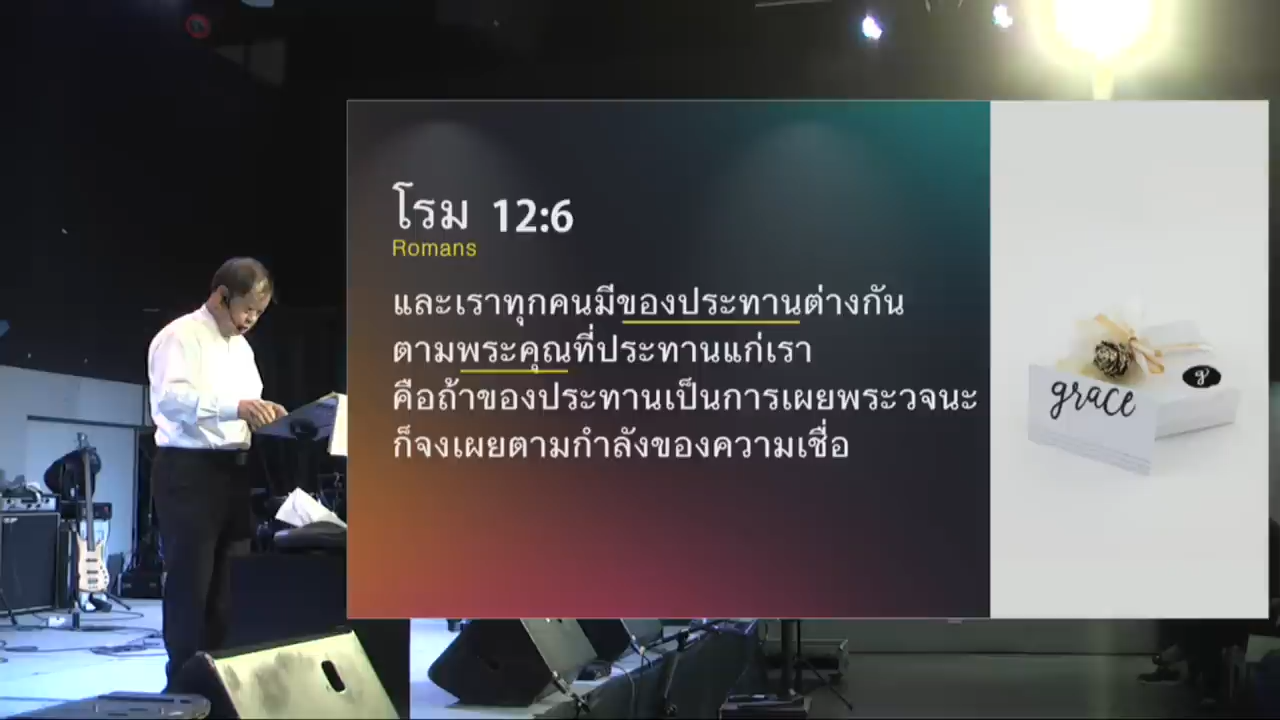 โรม 12:6
Romans
และเราทุกคนมีของประทานต่างกัน
ตามพระคุณที่ประทานแก่เรา
คือถ้าของประทานเป็นการเผยพระวจนะ
ก็จงเผยตามกำลังของความเชื่อ
grace
g